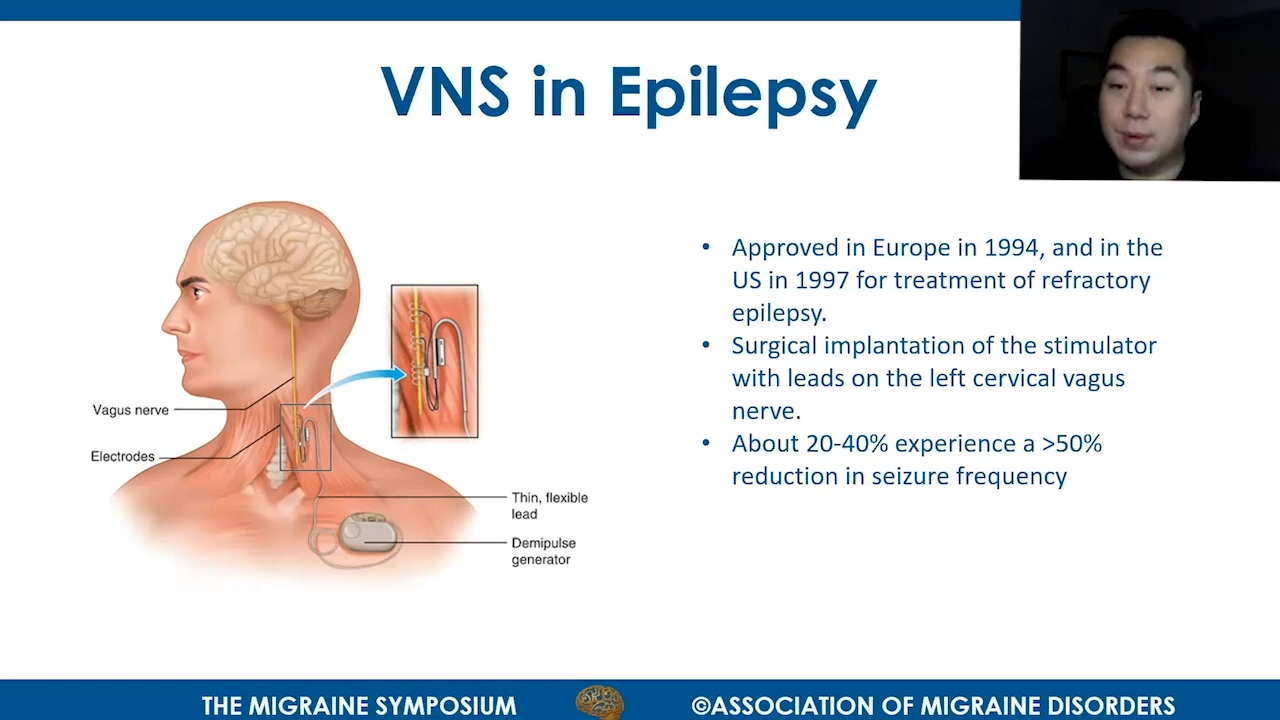 VNS in Epilepsy
Vagus nerve
Electrodes
Thin, flexible
lead
Demipulse
generator
• Approved in Europe in 1994, and in the
US in 1997 for treatment of refractory
epilepsy.
• Surgical implantation of the stimulator
with leads on the left cervical vagus
nerve.
• About 20-40% experience a >50%
reduction in seizure frequency
THE MIGRAINE SYMPOSIUM
©ASSOCIATION OF MIGRAINE DISORDERS